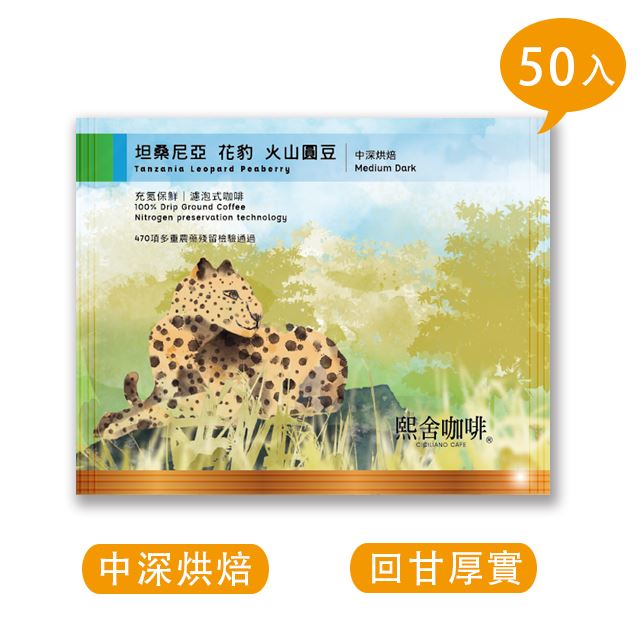 50入
坦桑尼亞 花豹 火山圓豆
Tanzania Leopard Peaberry
中深烘焙
Medium Dark
充氮保鮮｜濾泡式咖啡
100% Drip Ground Coffee
Nitrogen preservation technology
470項多重農藥殘留檢驗通過
熙舍咖啡®
CICILIANO CAFE
中深烘焙
回甘厚實